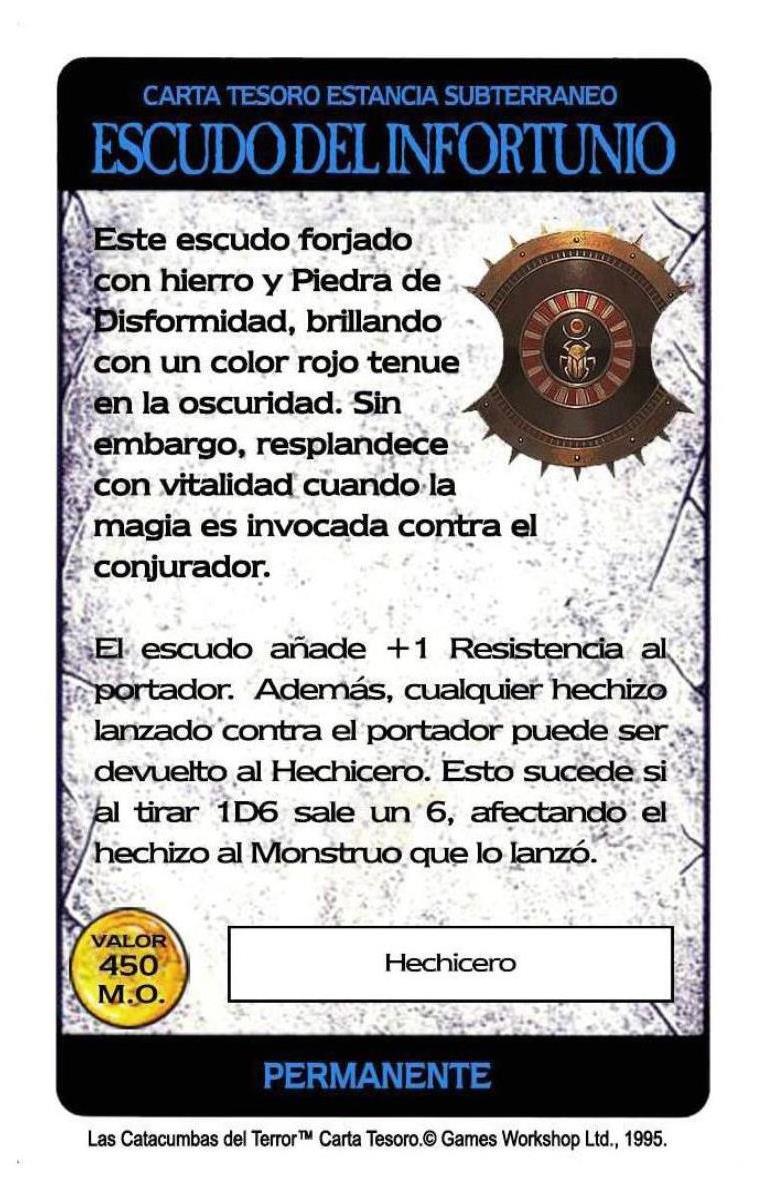 CARTA TESORO ESTANCIA SUBTERRANEO
ESCUDO DEL INFORTUNIO
Este escudo forjado
con hierro y Piedra de
Disformidad, brillando
con un color rojo tenue
en la oscuridad. Sin
embargo, resplandece
con vitalidad cuando la
magia es invocada contra el
conjurador.
El escudo añade +1 Resistencia al
portador. Además, cualquier hechizo
lanzado contra el portador puede ser
devuelto al Hechicero. Esto sucede si
al tirar 1D6 sale un 6, afectando el
hechizo al Monstruo que lo lanzó.
VALOR
450
M.O.
Hechicero
PERMANENTE
Las Catacumbas del Terror™ Carta Tesoro.© Games Workshop Ltd., 1995.